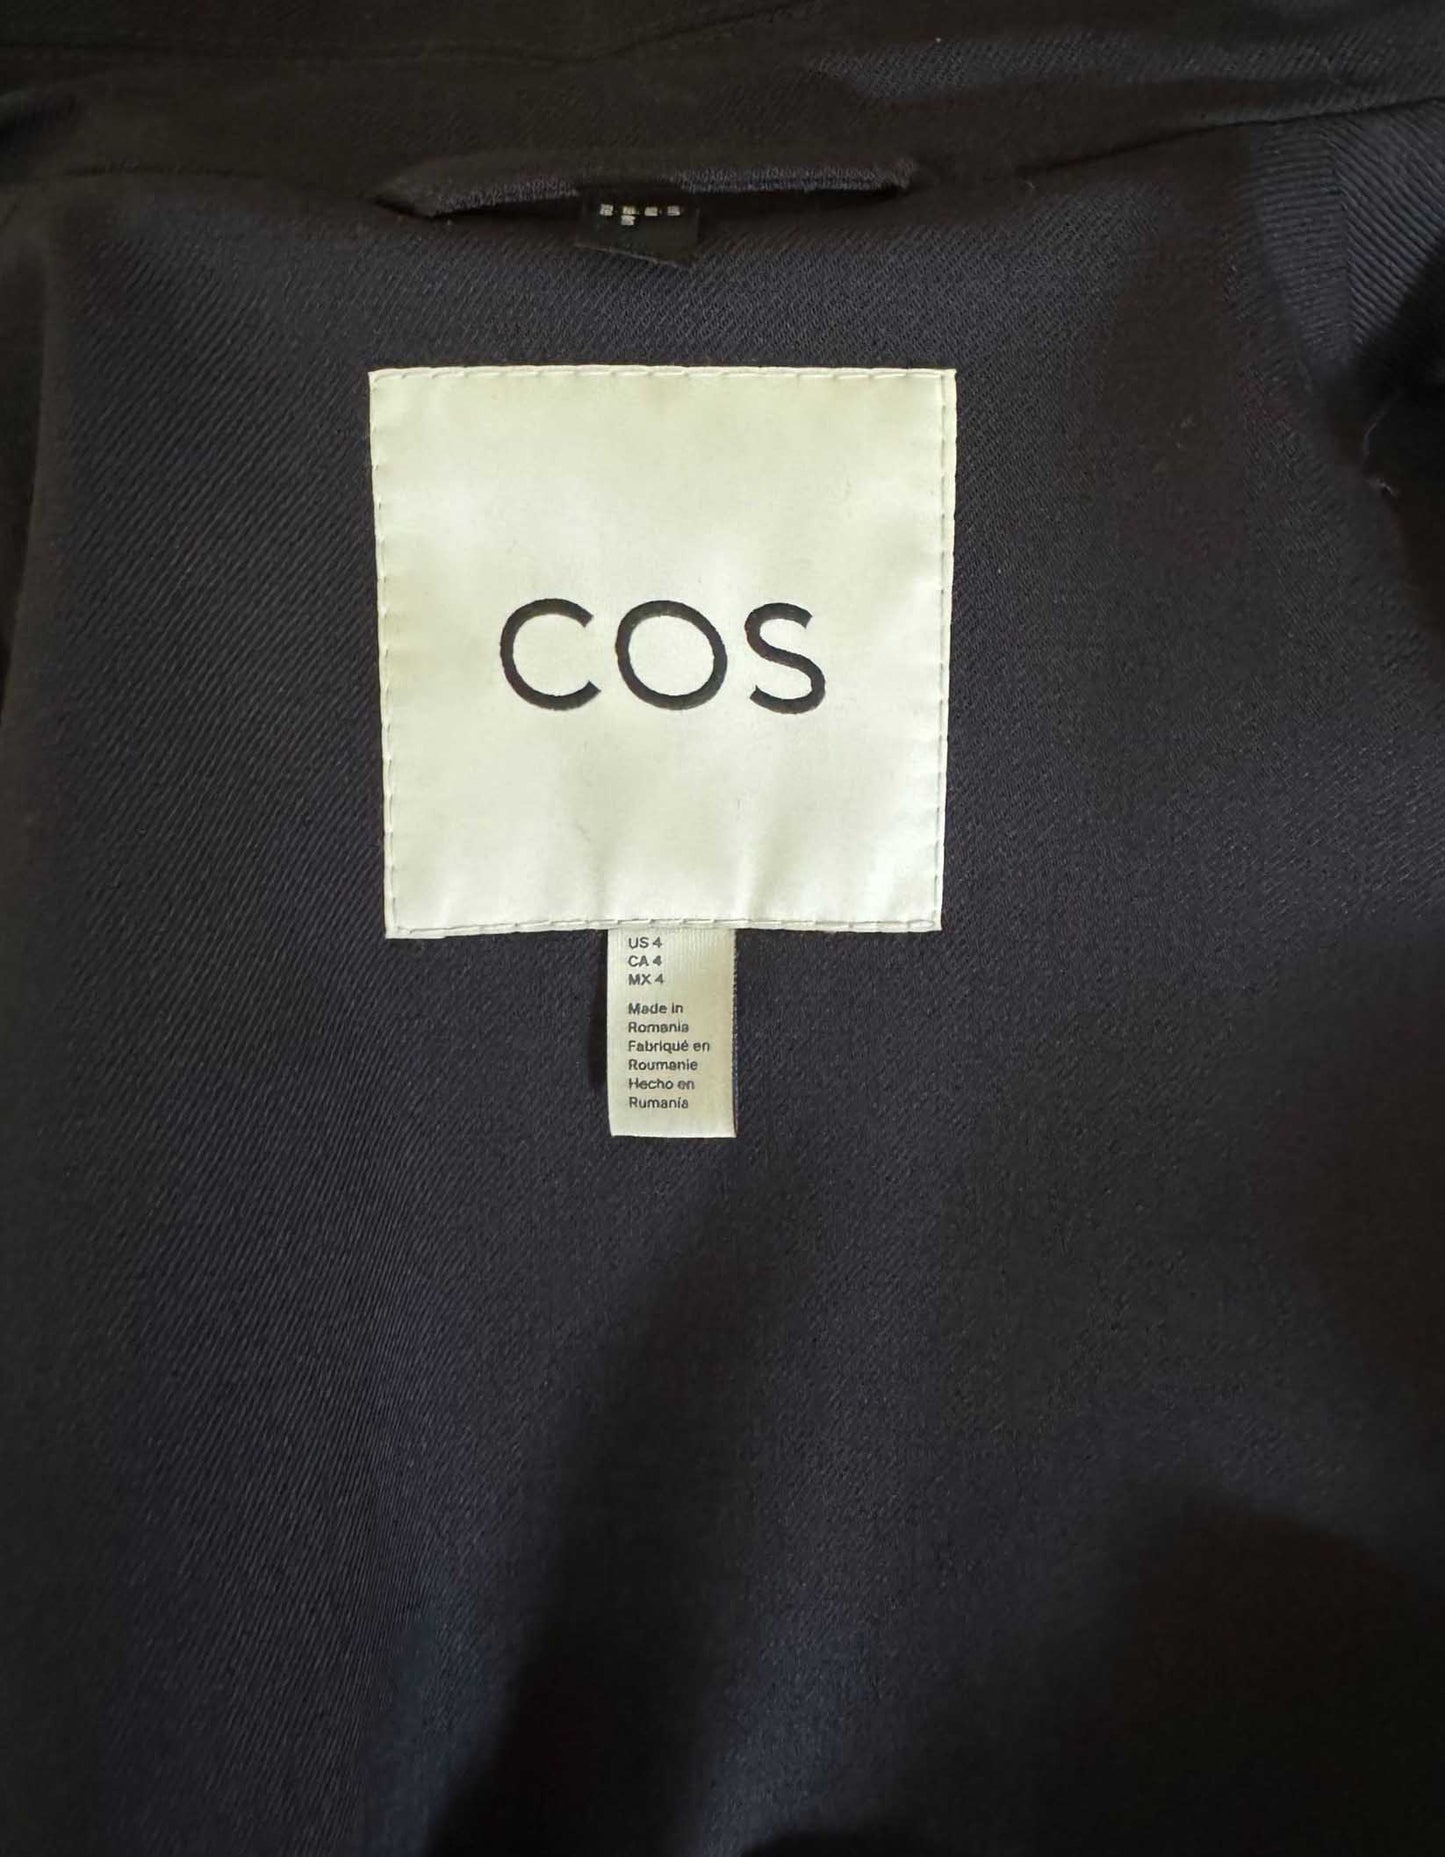 COS
US 4
CA 4
MX 4
Made in
Romania
Fabriqué en
Roumanie
Hecho en
Rumanía